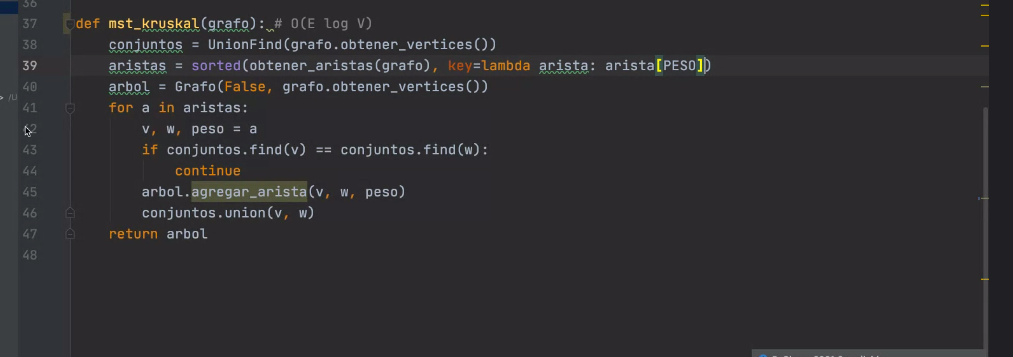 36
37 def mst_kruskal(grafo): # O(E log V)
38 conjuntos = UnionFind(grafo.obtener_vertices())
39 aristas = sorted(obtener_aristas(grafo), key=lambda arista: arista[PESO])
40 arbol = Grafo(False, grafo.obtener_vertices())
41 for a in aristas:
42 v, w, peso = a
43 if conjuntos.find(v) == conjuntos.find(w):
44 continue
45 arbol.agregar_arista(v, w, peso)
46 conjuntos.union(v, w)
47 return arbol
48